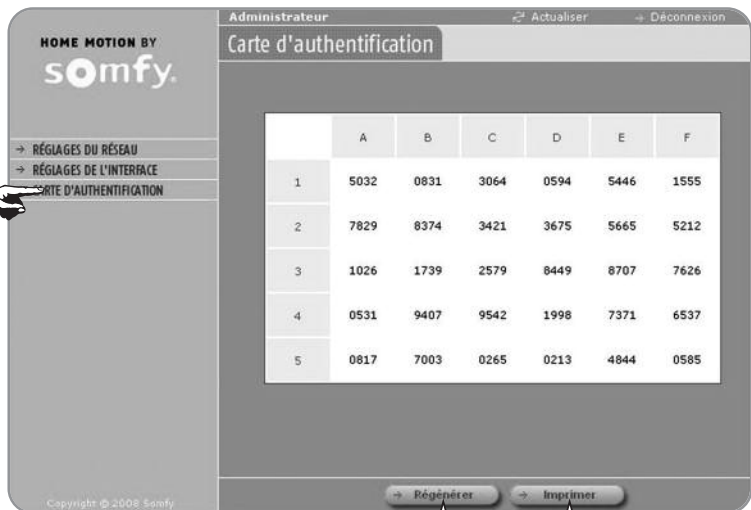 Administrateur Actualiser → Déconnexion
HOME MOTION BY
somfy.
Carte d'authentification
→ RÉGLAGES DU RÉSEAU
→ RÉGLAGES DE L'INTERFACE
CARTE D'AUTHENTIFICATION
A B C D E F
1 5032 0831 3064 0594 5446 1555
2 7829 8374 3421 3675 5665 5212
3 1026 1739 2579 8449 8707 7626
4 0531 9407 9542 1998 7371 6537
5 0817 7003 0265 0213 4844 0585
→ Régénérer → Imprimer
Copyright © 2008 Somfy